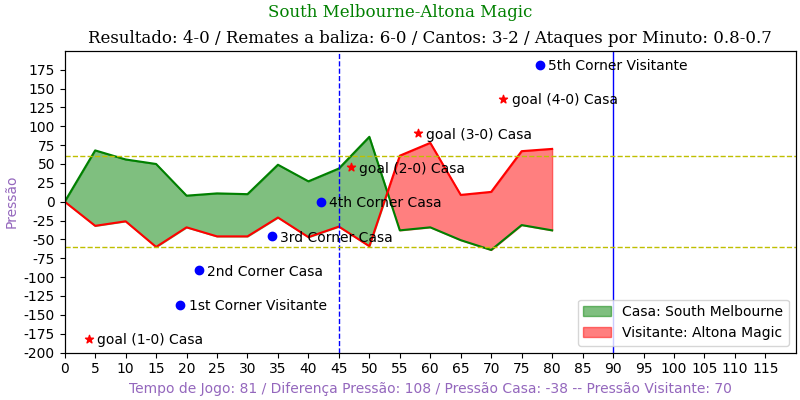 South Melbourne-Altona Magic
Resultado: 4-0 / Remates a baliza: 6-0 / Cantos: 3-2 / Ataques por Minuto: 0.8-0.7
175
150
125
100
75
50
25
0
-25
-50
-75
-100
-125
-150
-175
-200
Pressão
5th Corner Visitante
goal (4-0) Casa
goal (3-0) Casa
goal (2-0) Casa
4th Corner Casa
3rd Corner Casa
2nd Corner Casa
1st Corner Visitante
goal (1-0) Casa
Casa: South Melbourne
Visitante: Altona Magic
0 5 10 15 20 25 30 35 40 45 50 55 60 65 70 75 80 85 90 95 100 105 110 115
Tempo de Jogo: 81 / Diferença Pressão: 108 / Pressão Casa: -38 -- Pressão Visitante: 70